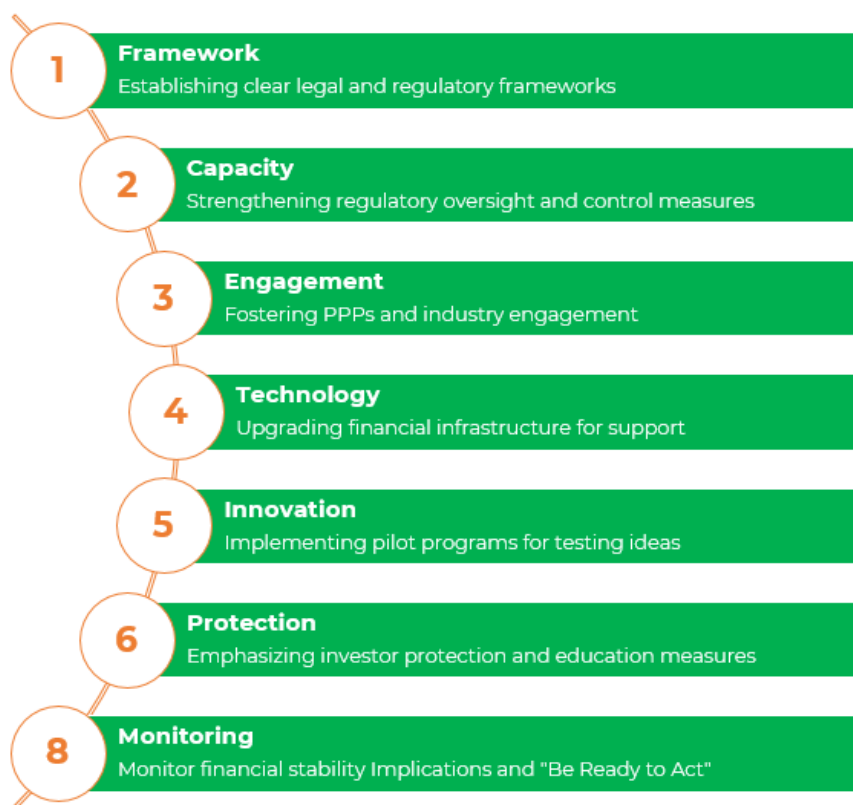 1
Framework
Establishing clear legal and regulatory frameworks
2
Capacity
Strengthening regulatory oversight and control measures
3
Engagement
Fostering PPPs and industry engagement
4
Technology
Upgrading financial infrastructure for support
5
Innovation
Implementing pilot programs for testing ideas
6
Protection
Emphasizing investor protection and education measures
8
Monitoring
Monitor financial stability Implications and "Be Ready to Act"